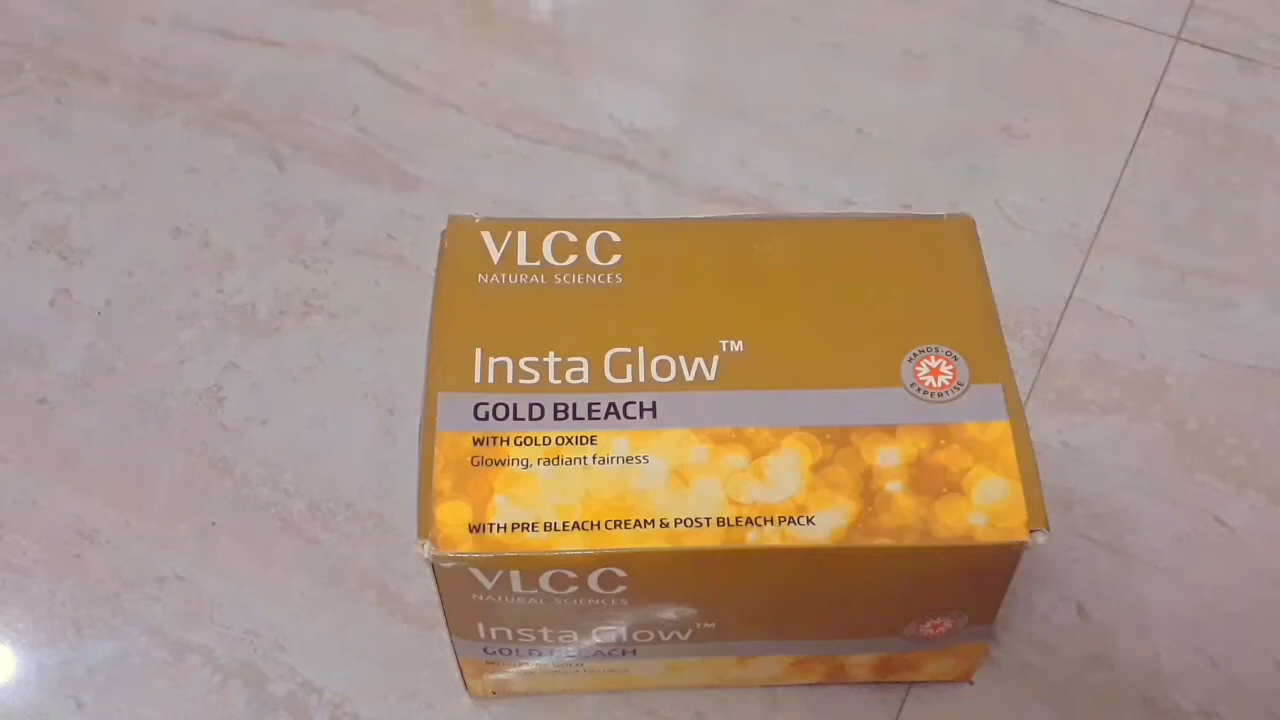 VLCC
NATURAL SCIENCES
Insta Glow™
HANDS-ON
EXPERTISE
GOLD BLEACH
WITH GOLD OXIDE
Glowing, radiant fairness
WITH PRE BLEACH CREAM & POST BLEACH PACK
VLCC
NATURAL SCIENCES
Insta Glow™
GOLD BLEACH